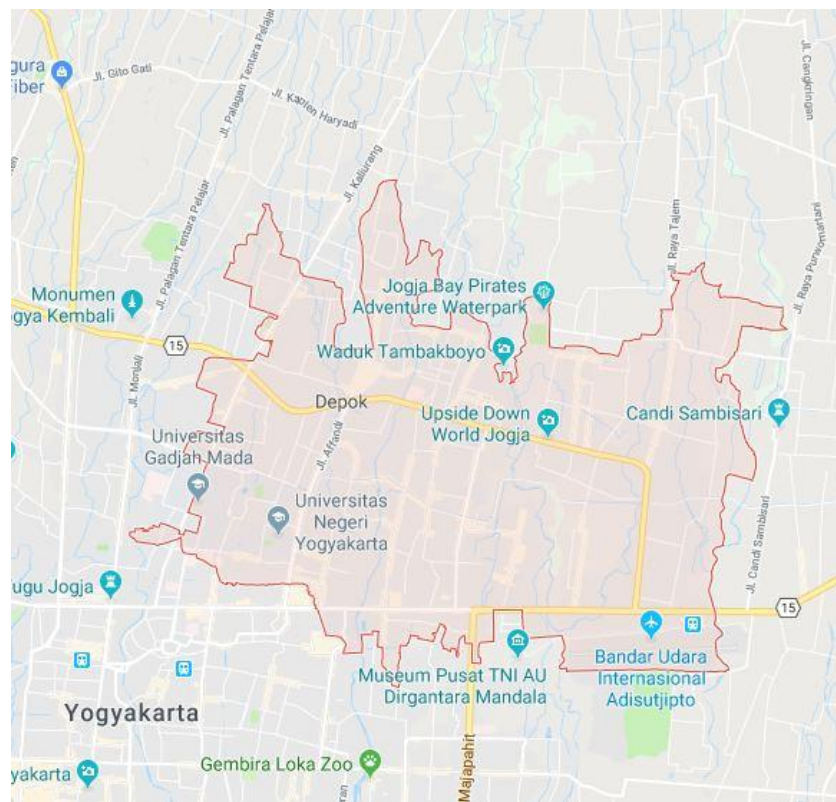 gura
Fiber
Jl. Gito Gati
Jl. Palagan Tentara Pelajar
Jl. Kapten Haryadi
Jl. Kaliurang
Jl. Cangkringan
Jl. Palagan Tentara Pelajar
Jl. Raya Tajem
Jl. Raya Purwomartani
Monumen
ogya Kembali
Jogja Bay Pirates
Adventure Waterpark
15
Jl. Monjali
Waduk Tambakboyo
Depok
Upside Down
World Jogja
Candi Sambisari
Universitas
Gadjah Mada
Jl. Affandi
Universitas
Negeri
Yogyakarta
Jl. Candi Sambisari
ugu Jogja
15
Museum Pusat TNI AU
Dirgantara Mandala
Bandar Udara
Internasional
Adisutjipto
Yogyakarta
Gembira Loka Zoo
Majapahit
yakarta